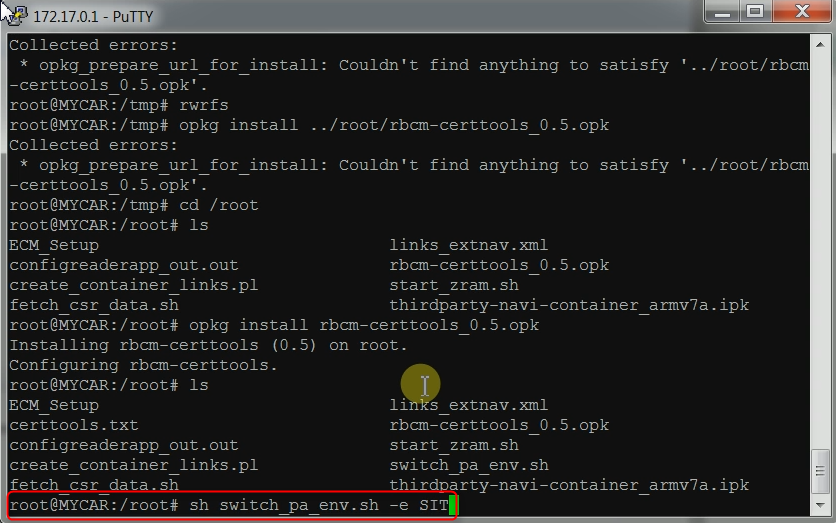 172.17.0.1 - PuTTY
Collected errors:
 * opkg_prepare_url_for_install: Couldn't find anything to satisfy '../root/rbcm
-certtools_0.5.opk'.
root@MYCAR:/tmp# rwrfs
root@MYCAR:/tmp# opkg install ../root/rbcm-certtools_0.5.opk
Collected errors:
 * opkg_prepare_url_for_install: Couldn't find anything to satisfy '../root/rbcm
-certtools_0.5.opk'.
root@MYCAR:/tmp# cd /root
root@MYCAR:/root# ls
ECM_Setup                             links_extnav.xml
configreaderapp_out.out               rbcm-certtools_0.5.opk
create_container_links.pl             start_zram.sh
fetch_csr_data.sh                     thirdparty-navi-container_armv7a.ipk
root@MYCAR:/root# opkg install rbcm-certtools_0.5.opk
Installing rbcm-certtools (0.5) on root.
Configuring rbcm-certtools.
root@MYCAR:/root# ls
ECM_Setup                             links_extnav.xml
certtools.txt                         rbcm-certtools_0.5.opk
configreaderapp_out.out               start_zram.sh
create_container_links.pl             switch_pa_env.sh
fetch_csr_data.sh                     thirdparty-navi-container_armv7a.ipk
root@MYCAR:/root# sh switch_pa_env.sh -e SIT